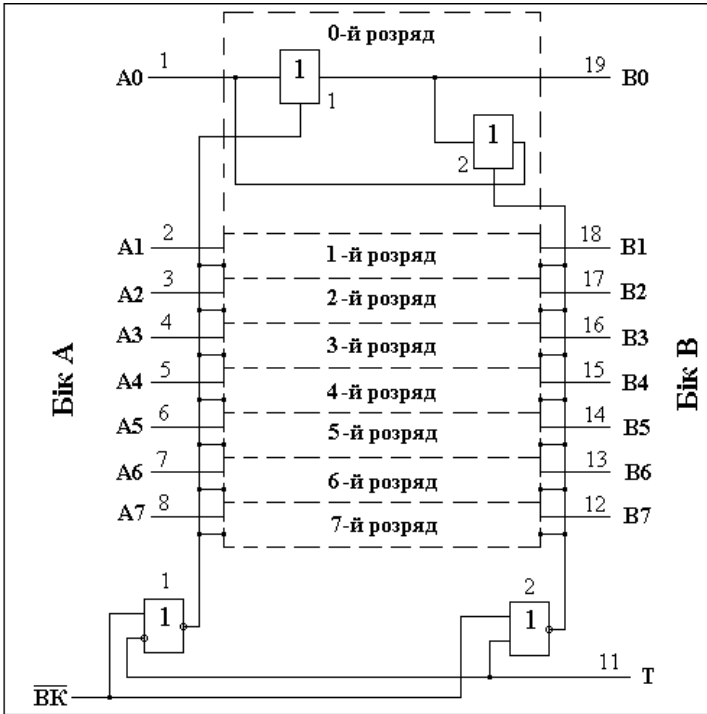 0-й розряд
1
A0
1
1
19
B0
1
2
A1
2
1-й розряд
18
B1
A2
3
2-й розряд
17
B2
A3
4
3-й розряд
16
B3
A4
5
4-й розряд
15
B4
A5
6
5-й розряд
14
B5
A6
7
6-й розряд
13
B6
A7
8
7-й розряд
12
B7
Бік А
Бік В
1
1
2
1
11
T
ВК